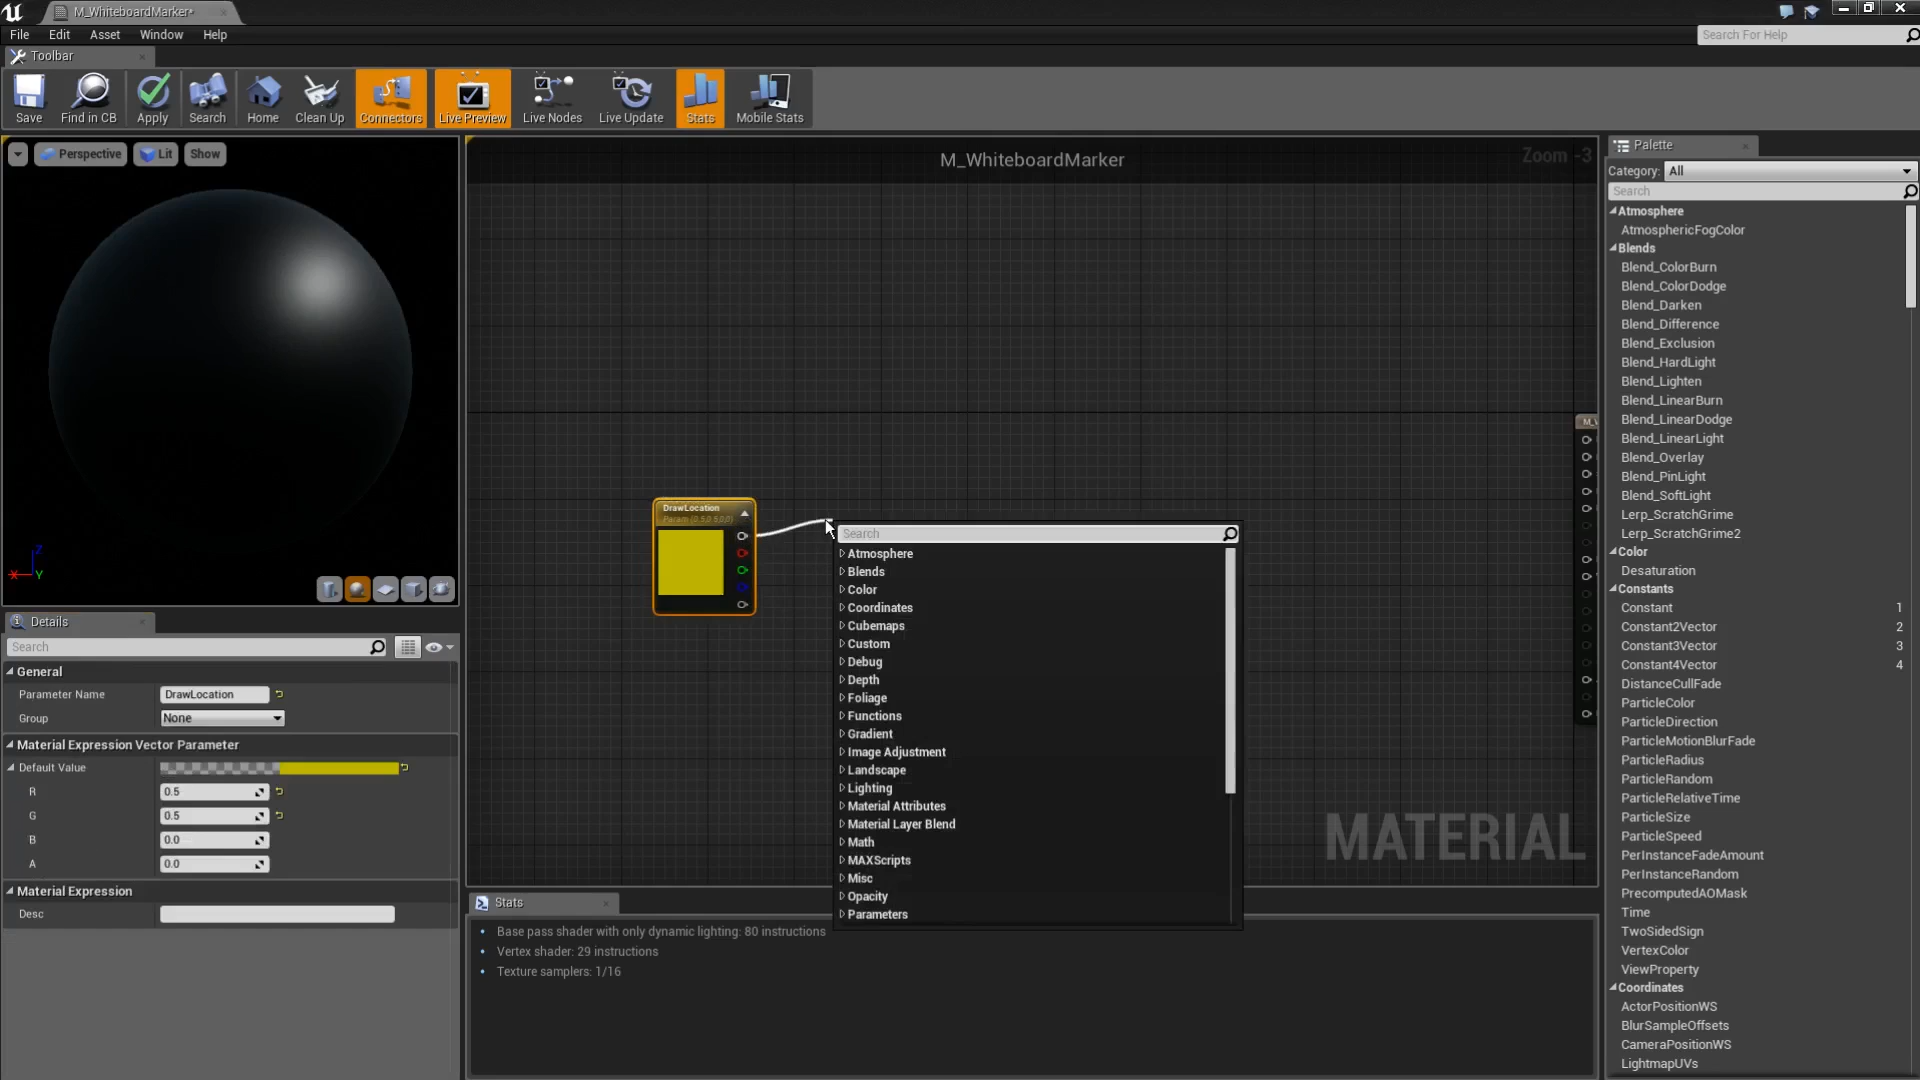 M_WhiteboardMarker*
File Edit Asset Window Help
Search For Help
Toolbar
Save Find in CB Apply Search Home Clean Up Connectors Live Preview Live Nodes Live Update Stats Mobile Stats
Perspective Lit Show
M_WhiteboardMarker
Zoom -3
DrawLocation
Param (0.5,0.5,0,0)
Z
X
Y
Search
Atmosphere
Blends
Color
Coordinates
Cubemaps
Custom
Debug
Depth
Foliage
Functions
Gradient
Image Adjustment
Landscape
Lighting
Material Attributes
Material Layer Blend
Math
MAXScripts
Misc
Opacity
Parameters
MATERIAL
Details
Search
General
Parameter Name DrawLocation
Group None
Material Expression Vector Parameter
Default Value
R 0.5
G 0.5
B 0.0
A 0.0
Material Expression
Desc
Stats
Base pass shader with only dynamic lighting: 80 instructions
Vertex shader: 29 instructions
Texture samplers: 1/16
Palette
Category: All
Search
Atmosphere
AtmosphericFogColor
Blends
Blend_ColorBurn
Blend_ColorDodge
Blend_Darken
Blend_Difference
Blend_Exclusion
Blend_HardLight
Blend_Lighten
Blend_LinearBurn
Blend_LinearDodge
Blend_LinearLight
Blend_Overlay
Blend_PinLight
Blend_SoftLight
Lerp_ScratchGrime
Lerp_ScratchGrime2
Color
Desaturation
Constants
Constant 1
Constant2Vector 2
Constant3Vector 3
Constant4Vector 4
DistanceCullFade
ParticleColor
ParticleDirection
ParticleMotionBlurFade
ParticleRadius
ParticleRandom
ParticleRelativeTime
ParticleSize
ParticleSpeed
PerInstanceFadeAmount
PerInstanceRandom
PrecomputedAOMask
Time
TwoSidedSign
VertexColor
ViewProperty
Coordinates
ActorPositionWS
BlurSampleOffsets
CameraPositionWS
LightmapUVs